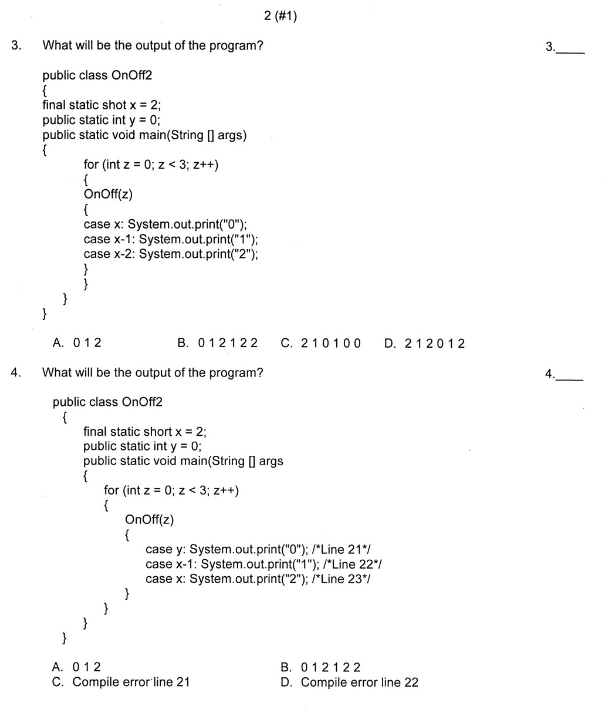 2 (#1)
3. What will be the output of the program? 3.____
public class OnOff2
{
final static shot x = 2;
public static int y = 0;
public static void main(String [] args)
{
for (int z = 0; z < 3; z++)
{
OnOff(z)
{
case x: System.out.print("0");
case x-1: System.out.print("1");
case x-2: System.out.print("2");
}
}
}
}
A. 0 1 2 B. 0 1 2 1 2 2 C. 2 1 0 1 0 0 D. 2 1 2 0 1 2
4. What will be the output of the program? 4.____
public class OnOff2
{
final static short x = 2;
public static int y = 0;
public static void main(String [] args
{
for (int z = 0; z < 3; z++)
{
OnOff(z)
{
case y: System.out.print("0"); /*Line 21*/
case x-1: System.out.print("1"); /*Line 22*/
case x: System.out.print("2"); /*Line 23*/
}
}
}
}
A. 0 1 2 B. 0 1 2 1 2 2
C. Compile error line 21 D. Compile error line 22